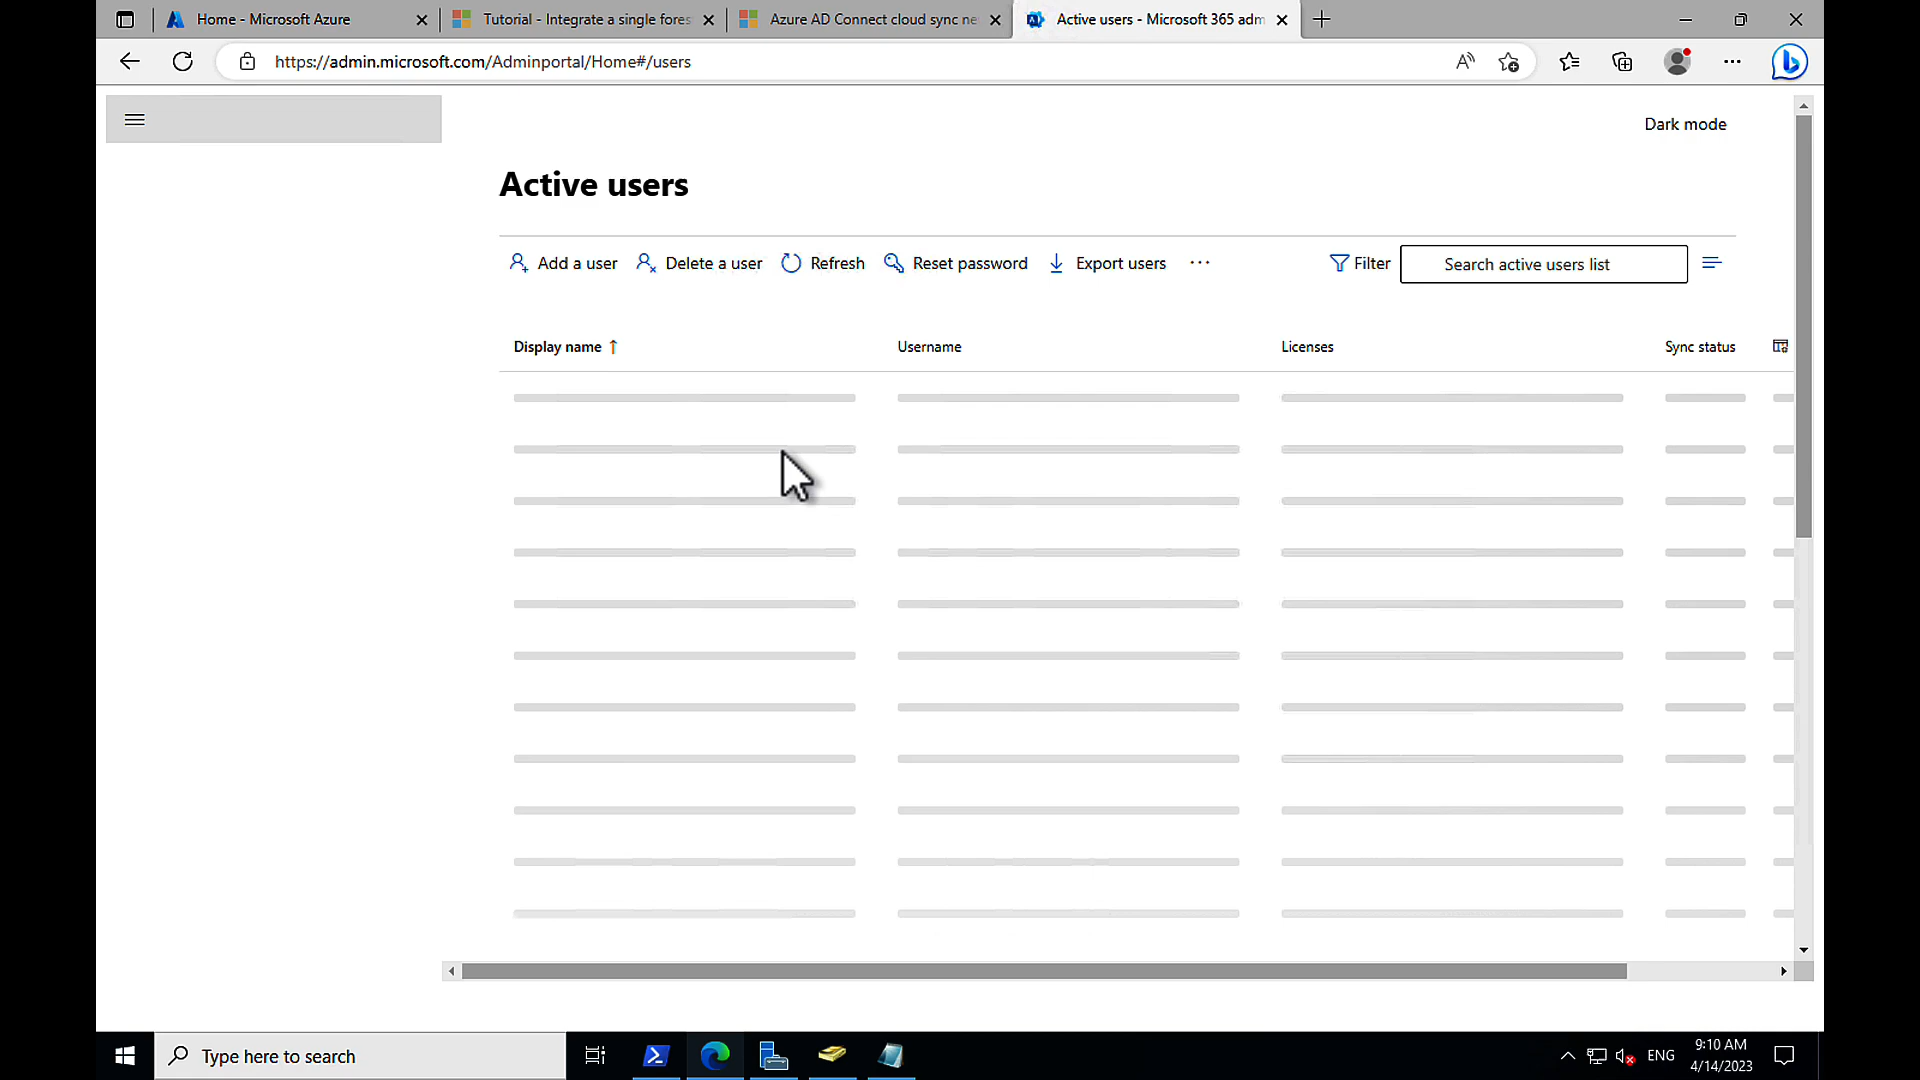 Home - Microsoft Azure
Tutorial - Integrate a single fores
Azure AD Connect cloud sync ne
Active users - Microsoft 365 adm
https://admin.microsoft.com/Adminportal/Home#/users
Dark mode
Active users
Add a user
Delete a user
Refresh
Reset password
Export users
Filter
Search active users list
Display name ↑
Username
Licenses
Sync status
Type here to search
ENG
9:10 AM
4/14/2023